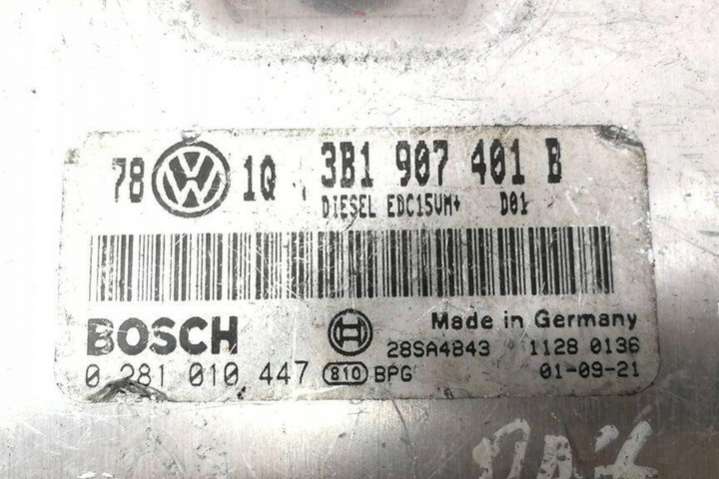 78 VW 1Q 3B1 907 401 B
DIESEL EDC15VM+ D01
BOSCH Made in Germany
28SA4843 1128 0136
0 281 010 447 810 BPG 01-09-21